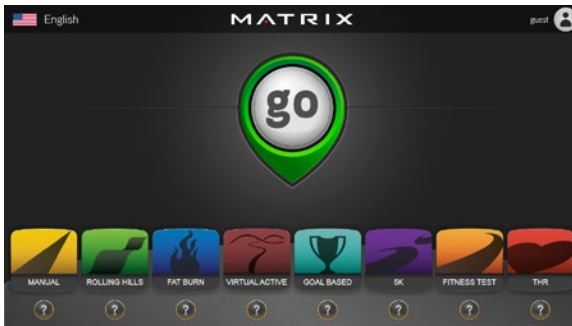 English
MATRIX
guest
go
MANUAL
ROLLING HILLS
FAT BURN
VIRTUAL ACTIVE
GOAL BASED
5K
FITNESS TEST
THR
? ? ? ? ? ? ? ?